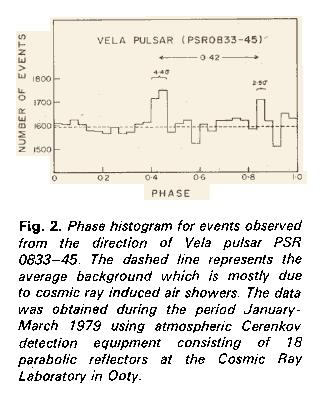 VELA PULSAR (PSR0833-45)
0·42
4·4σ
2·9σ
NUMBER OF EVENTS
1800
1700
1600
1500
0 0·2 0·4 0·6 0·8 1·0
PHASE
Fig. 2. Phase histogram for events observed
from the direction of Vela pulsar PSR
0833–45. The dashed line represents the
average background which is mostly due
to cosmic ray induced air showers. The data
was obtained during the period January-
March 1979 using atmospheric Cerenkov
detection equipment consisting of 18
parabolic reflectors at the Cosmic Ray
Laboratory in Ooty.